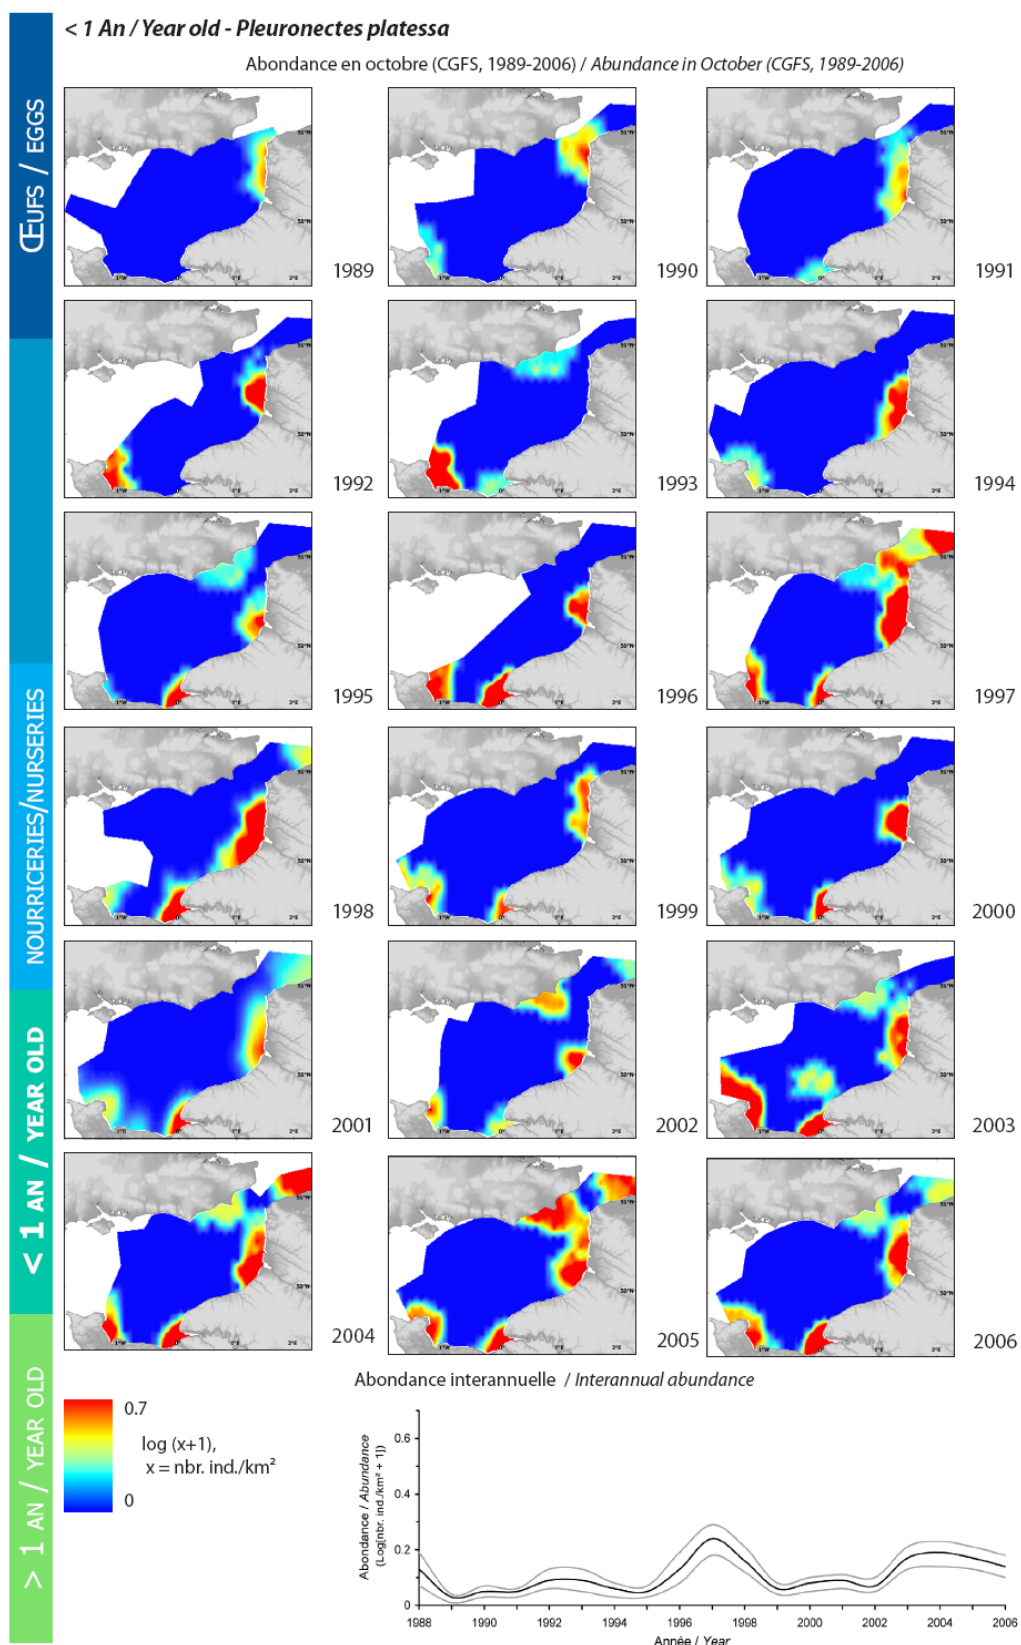 < 1 An / Year old - Pleuronectes platessa
Abondance en octobre (CGFS, 1989-2006) / Abundance in October (CGFS, 1989-2006)
ŒUFS / EGGS
NOURRICERIES/NURSERIES
< 1 AN / YEAR OLD
> 1 AN / YEAR OLD
1989
1990
1991
1992
1993
1994
1995
1996
1997
1998
1999
2000
2001
2002
2003
2004
2005
2006
Abondance interannuelle / Interannual abundance
0.7
log (x+1),
x = nbr. ind./km²
0
Abondance / Abundance
(Log[nbr. ind./km² + 1])
0.6
0.4
0.2
0
1988 1990 1992 1994 1996 1998 2000 2002 2004 2006
Année / Year